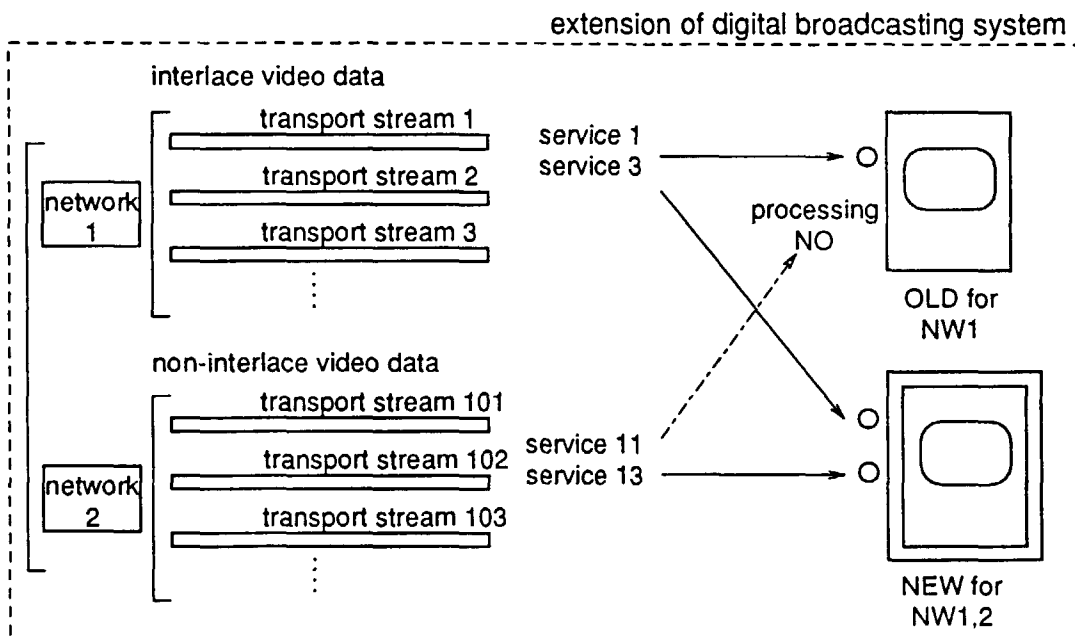 extension of digital broadcasting system
interlace video data
transport stream 1
transport stream 2
transport stream 3
network
1
service 1
service 3
processing
NO
OLD for
NW1
non-interlace video data
transport stream 101
transport stream 102
transport stream 103
network
2
service 11
service 13
NEW for
NW1,2